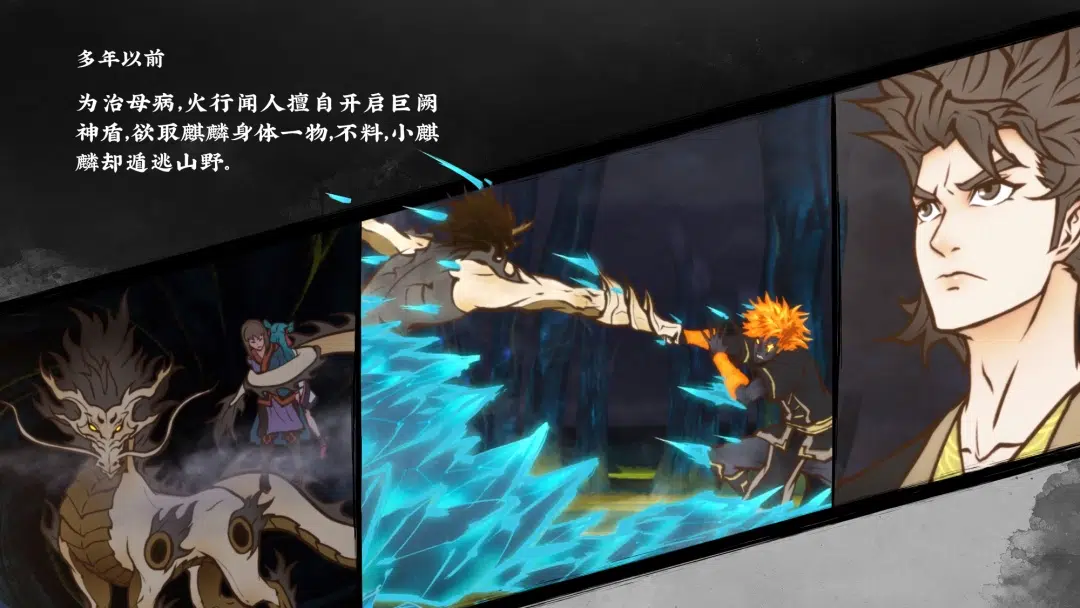 多年以前
为治母病,火行闻人擅自开启巨阙
神盾,欲取麒麟身体一物,不料,小麒
麟却遁逃山野。